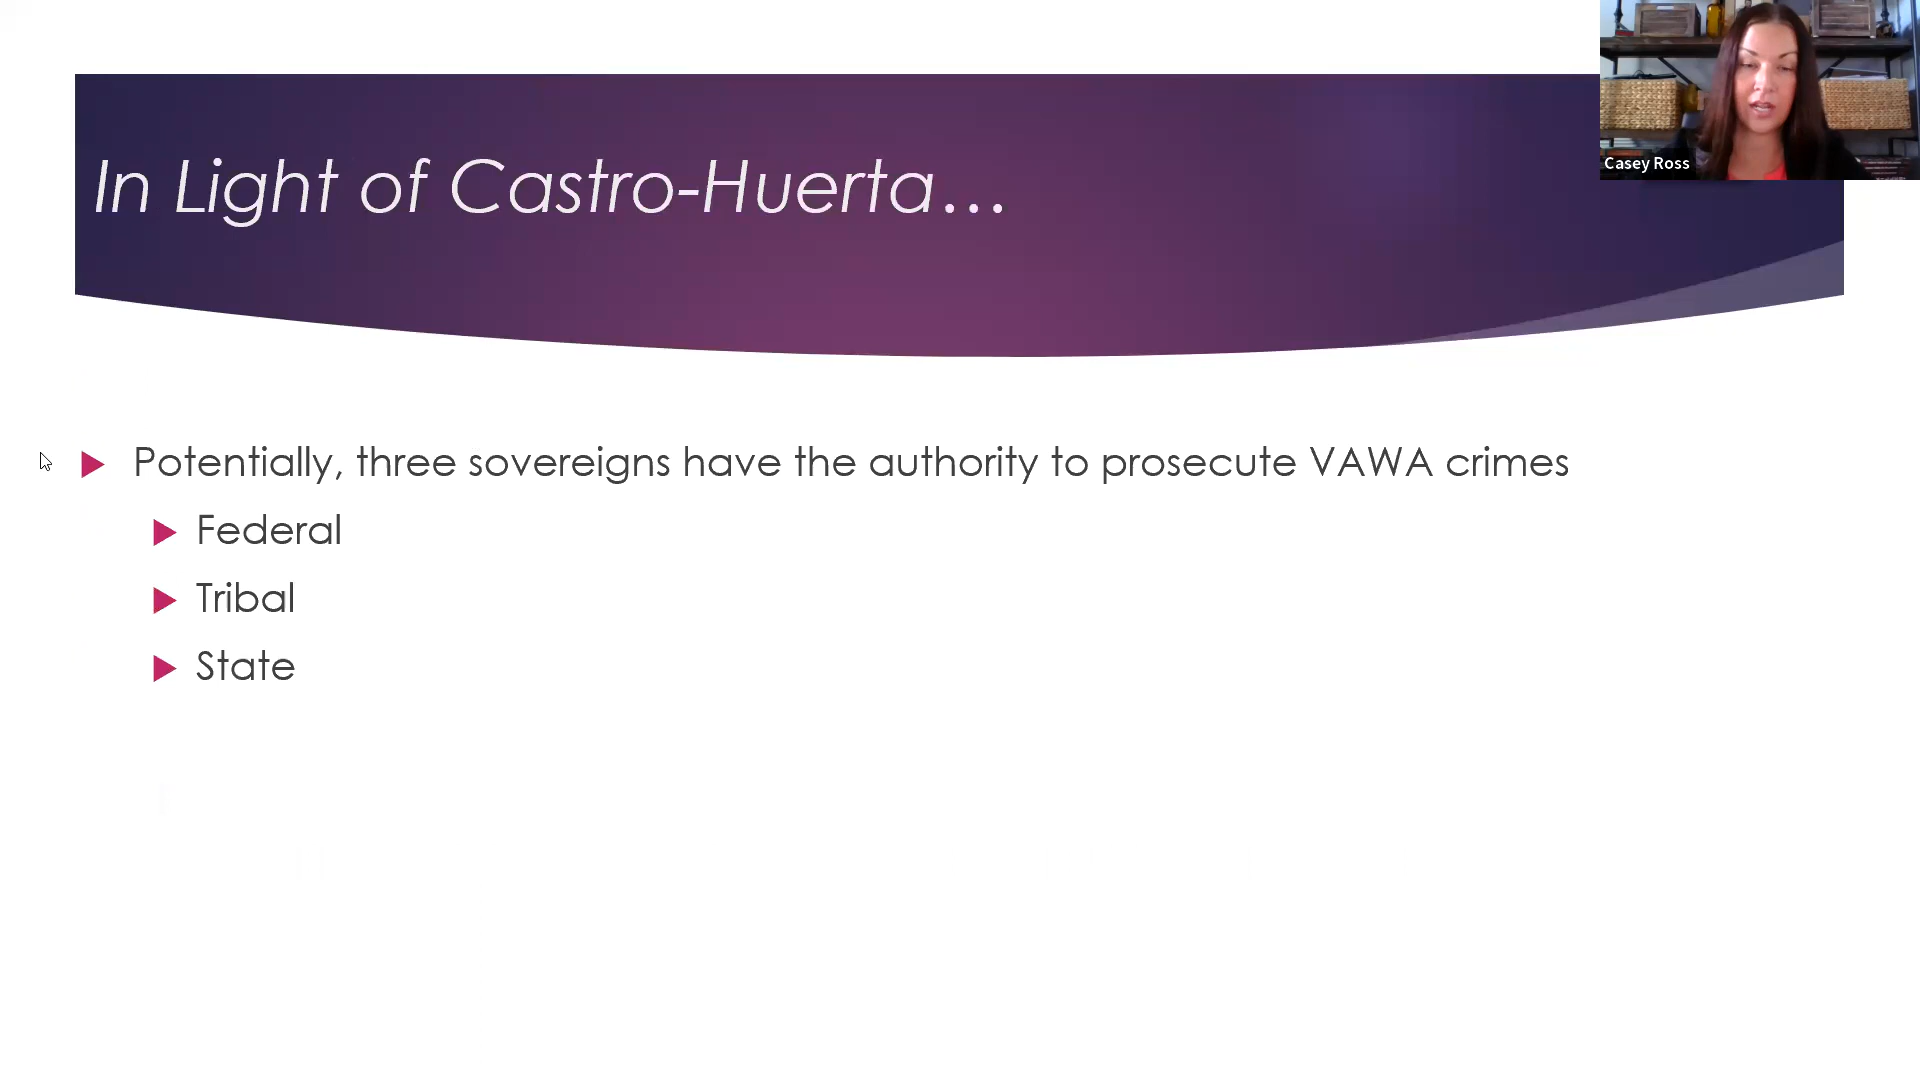 In Light of Castro-Huerta…
Casey Ross
Potentially, three sovereigns have the authority to prosecute VAWA crimes
Federal
Tribal
State